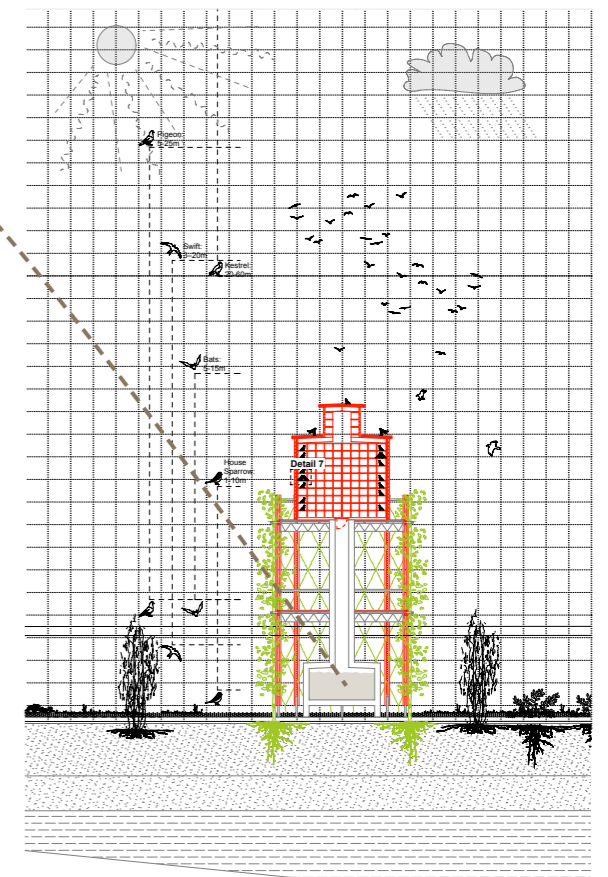 Pigeon:
5-25m
Swift:
3-20m
Kestrel:
20-60m
Bats:
5-15m
House
Sparrow:
1-10m
Detail 7